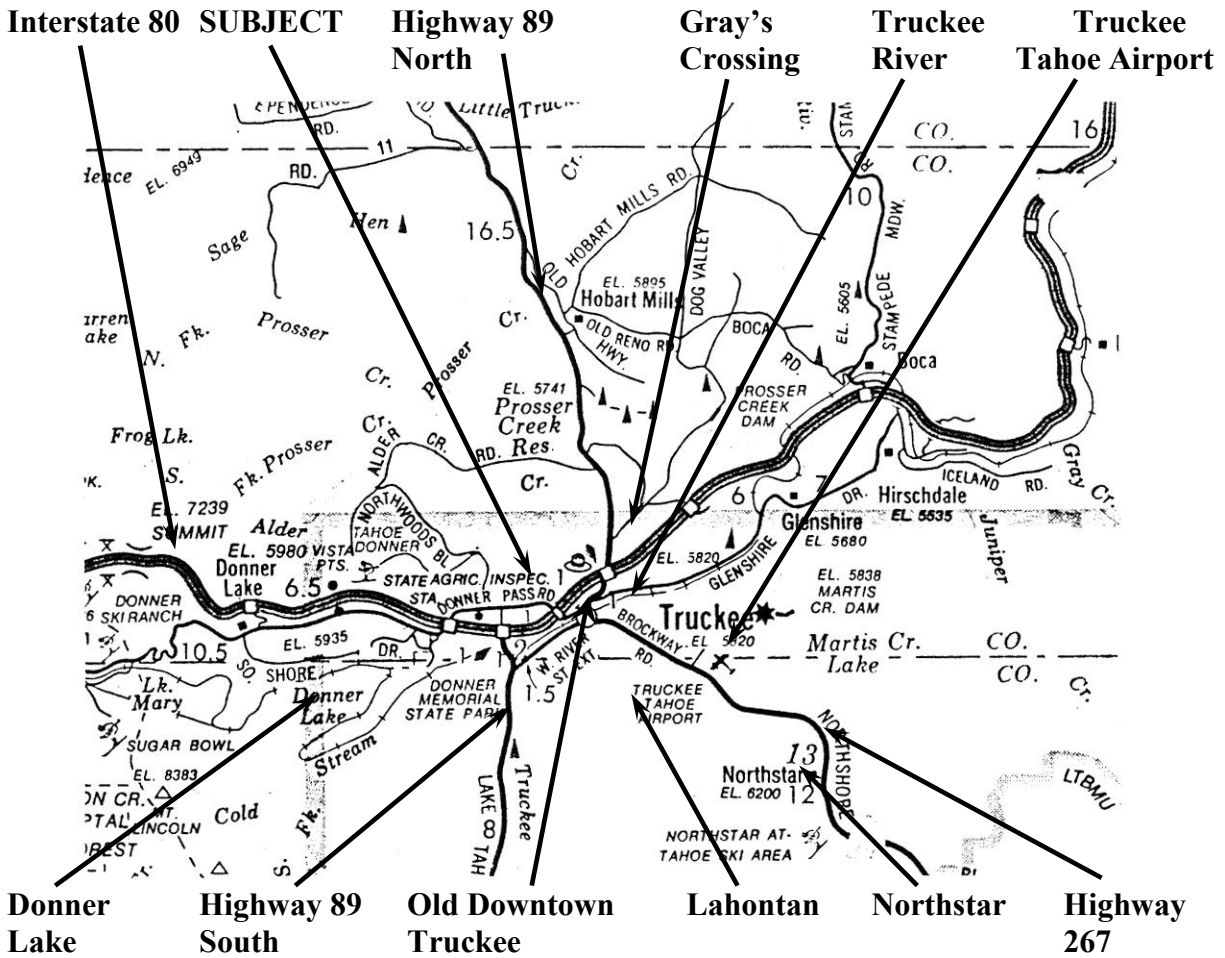 Interstate 80 SUBJECT Highway 89 North Gray's Crossing Truckee River Truckee Tahoe Airport
RD.
Little
CO.
16
11
CO.
EL. 6949
RD.
RD
10
Hen
16.5
OLD HOBART MILLS RD.
MDW.
Sage
DOG VALLEY
EL. 5895
Hobart Mills
EL. 5605
STAMPEDE
N. Fk. Prosser Cr.
OLD RENO RD
HWY.
BOCA RD.
Boca
Cr. Prosser
EL. 5741
Prosser Creek Res.
PROSSER CREEK DAM
Frog Lk.
Cr.
ALDER CR. RD.
S. Fk. Prosser
Cr.
6
7
DR.
Hirschdale
EL. 5535
ICELAND RD.
Gray Cr.
EL. 7239
SUMMIT
Alder
NORTHWOODS BL
Glenshire
EL. 5680
Juniper
EL. 5980
VISTA PTS.
TAHOE DONNER
EL. 5820
GLENSHIRE
Donner Lake
6.5
STATE AGRIC. INSPEC. STA.
1
DONNER PASS RD
EL. 5838
MARTIS CR. DAM
DONNER SKI RANCH
Truckee
BROCKWAY RD.
EL 5820
Martis Cr. Lake
CO.
CO.
10.5
EL. 5935
SO. SHORE DR.
2
W. RIVER ST. EXT.
1.5
Cr.
Lk. Mary
Donner Lake
DONNER MEMORIAL STATE PARK
TRUCKEE TAHOE AIRPORT
SUGAR BOWL
Stream
EL. 8383
13
Northstar
EL. 6200
12
NORTHSHORE
LTBMU
MT. LINCOLN
Cold
Fk.
S.
Truckee
LAKE
TAH
NORTHSTAR AT-TAHOE SKI AREA
Donner Lake Highway 89 South Old Downtown Truckee Lahontan Northstar Highway 267